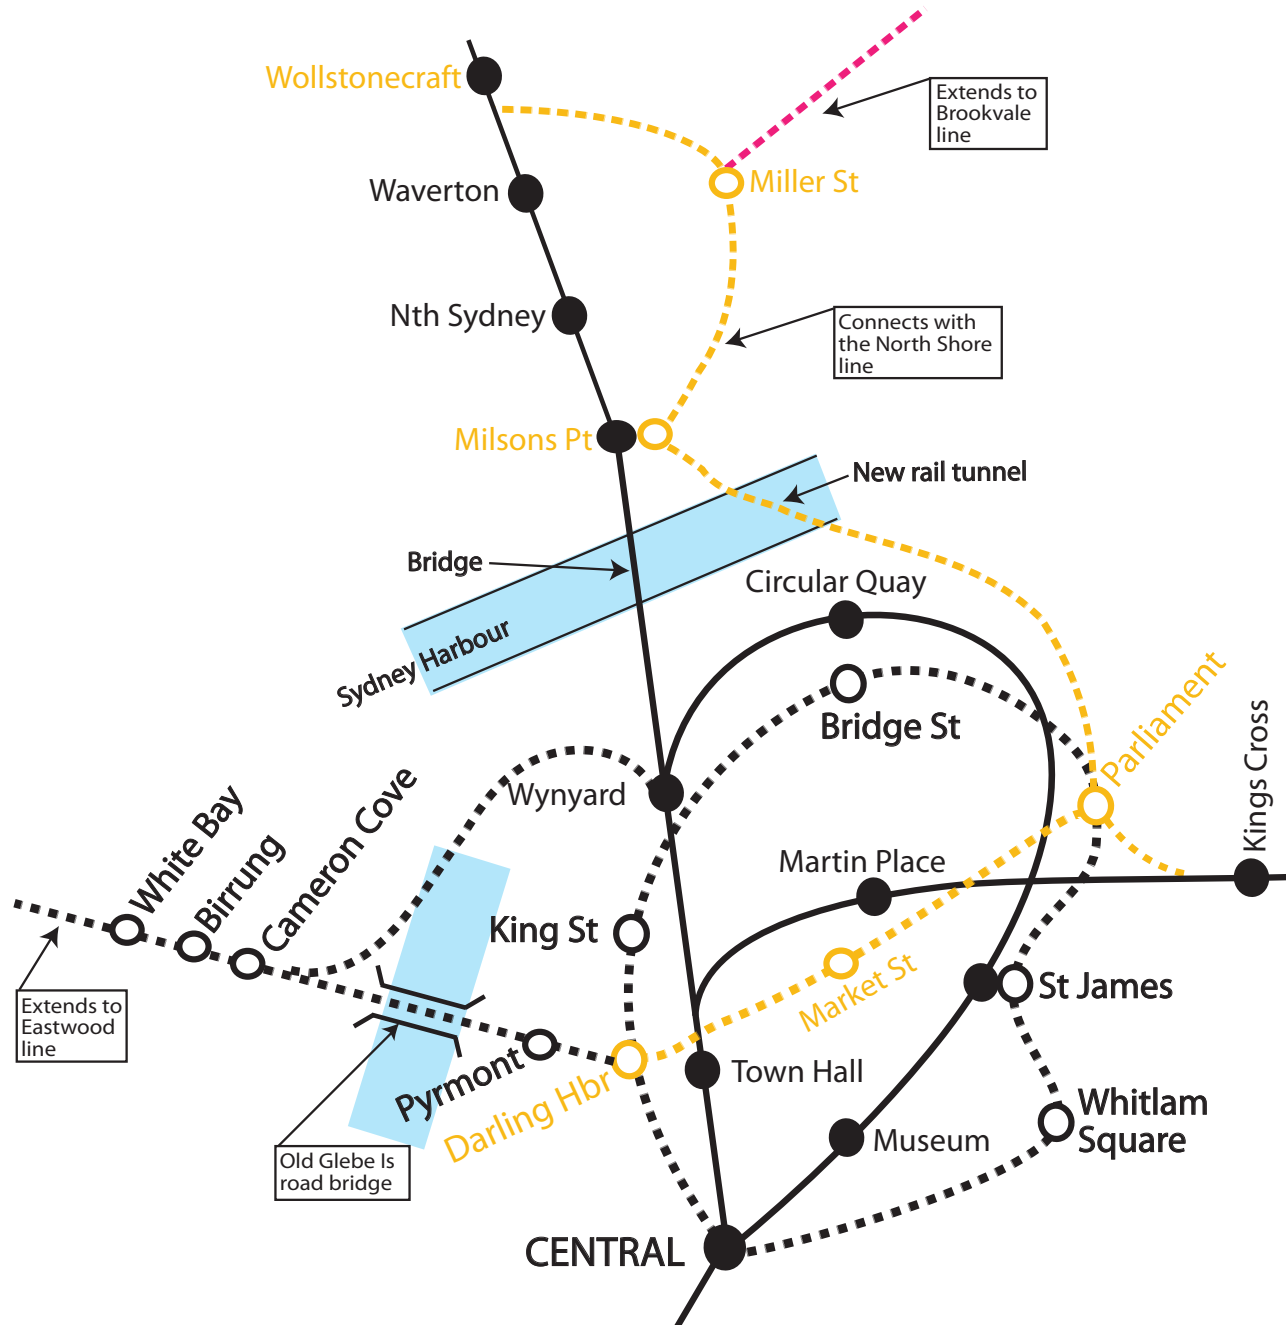 Wollstonecraft
Extends to
Brookvale
line
Miller St
Waverton
Nth Sydney
Connects with
the North Shore
line
Milsons Pt
New rail tunnel
Bridge
Circular Quay
Sydney Harbour
Bridge St
Parliament
Kings Cross
Wynyard
White Bay
Birrung
Cameron Cove
Martin Place
King St
Market St
St James
Extends to
Eastwood
line
Pyrmont
Darling Hbr
Town Hall
Whitlam
Square
Museum
Old Glebe Is
road bridge
CENTRAL